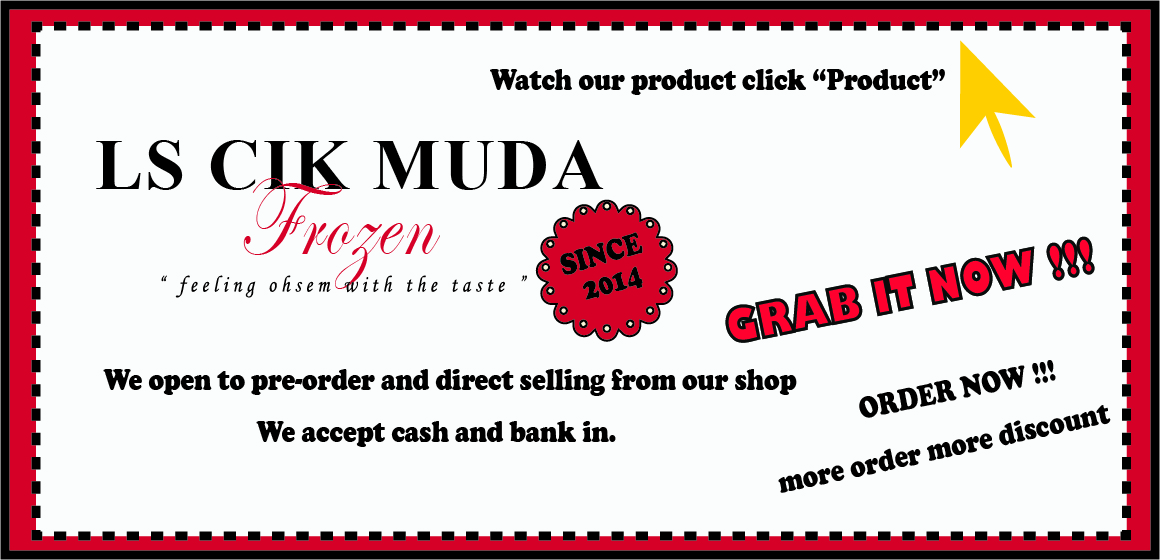 Watch our product click “Product”
LS CIK MUDA
Frozen
“ feeling ohsem with the taste ”
SINCE
2014
GRAB IT NOW !!!
We open to pre-order and direct selling from our shop
We accept cash and bank in.
ORDER NOW !!!
more order more discount